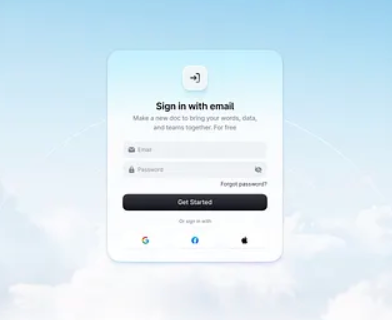 Sign in with email
Make a new doc to bring your words, data,
and teams together. For free
Email
Password
Forgot password?
Get Started
Or sign in with